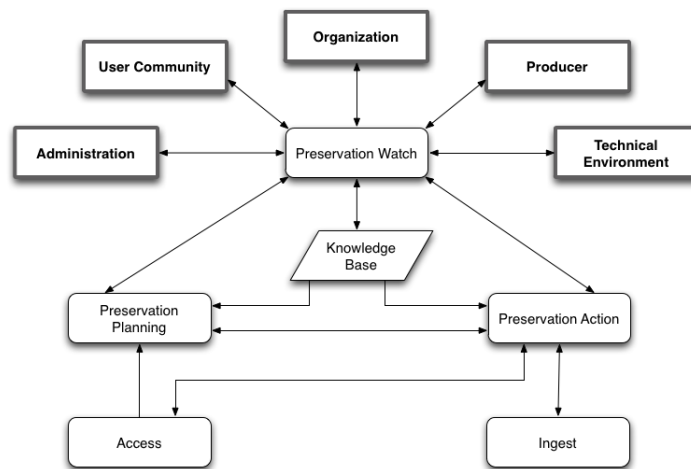 Organization
User Community
Producer
Administration
Preservation Watch
Technical
Environment
Knowledge
Base
Preservation
Planning
Preservation Action
Access
Ingest